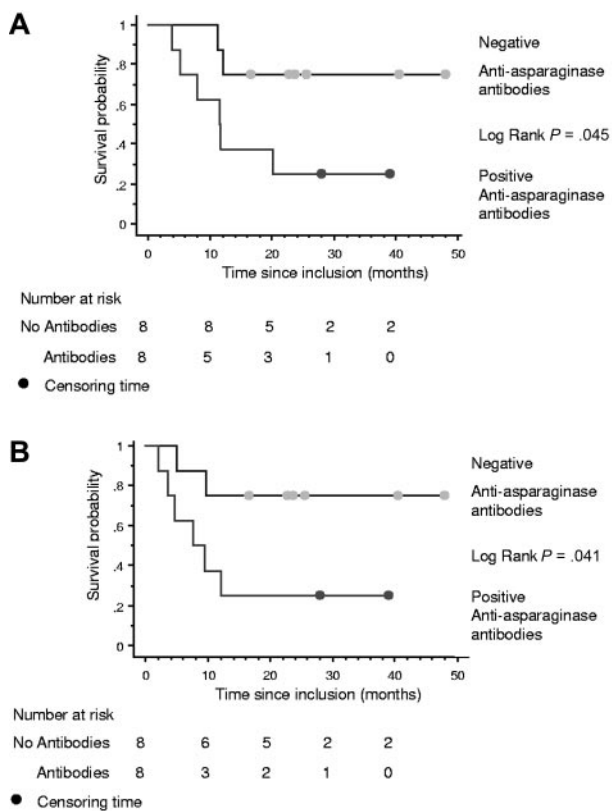 A
Survival probability
1
.8
.6
.4
.2
0
0 10 20 30 40 50
Time since inclusion (months)
Negative
Anti-asparaginase
antibodies
Log Rank P = .045
Positive
Anti-asparaginase
antibodies
Number at risk
No Antibodies 8 8 5 2 2
Antibodies 8 5 3 1 0
Censoring time
B
Survival probability
1
.8
.6
.4
.2
0
0 10 20 30 40 50
Time since inclusion (months)
Negative
Anti-asparaginase
antibodies
Log Rank P = .041
Positive
Anti-asparaginase
antibodies
Number at risk
No Antibodies 8 6 5 2 2
Antibodies 8 3 2 1 0
Censoring time